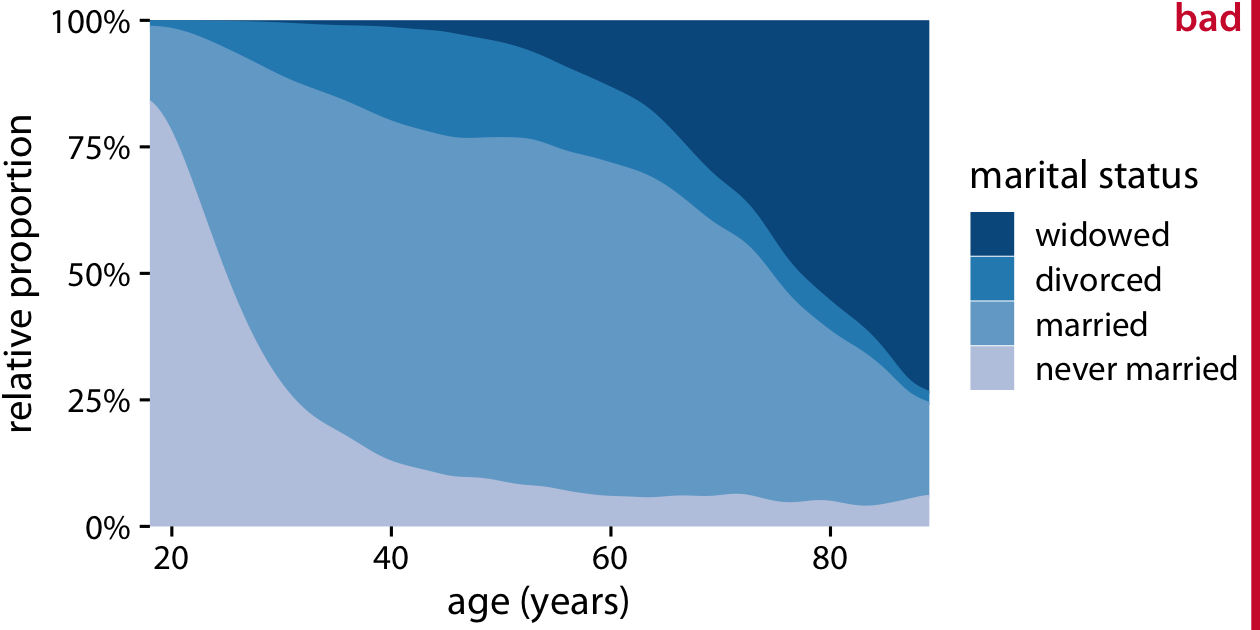 bad
100%
75%
50%
25%
0%
relative proportion
20 40 60 80
age (years)
marital status
widowed
divorced
married
never married